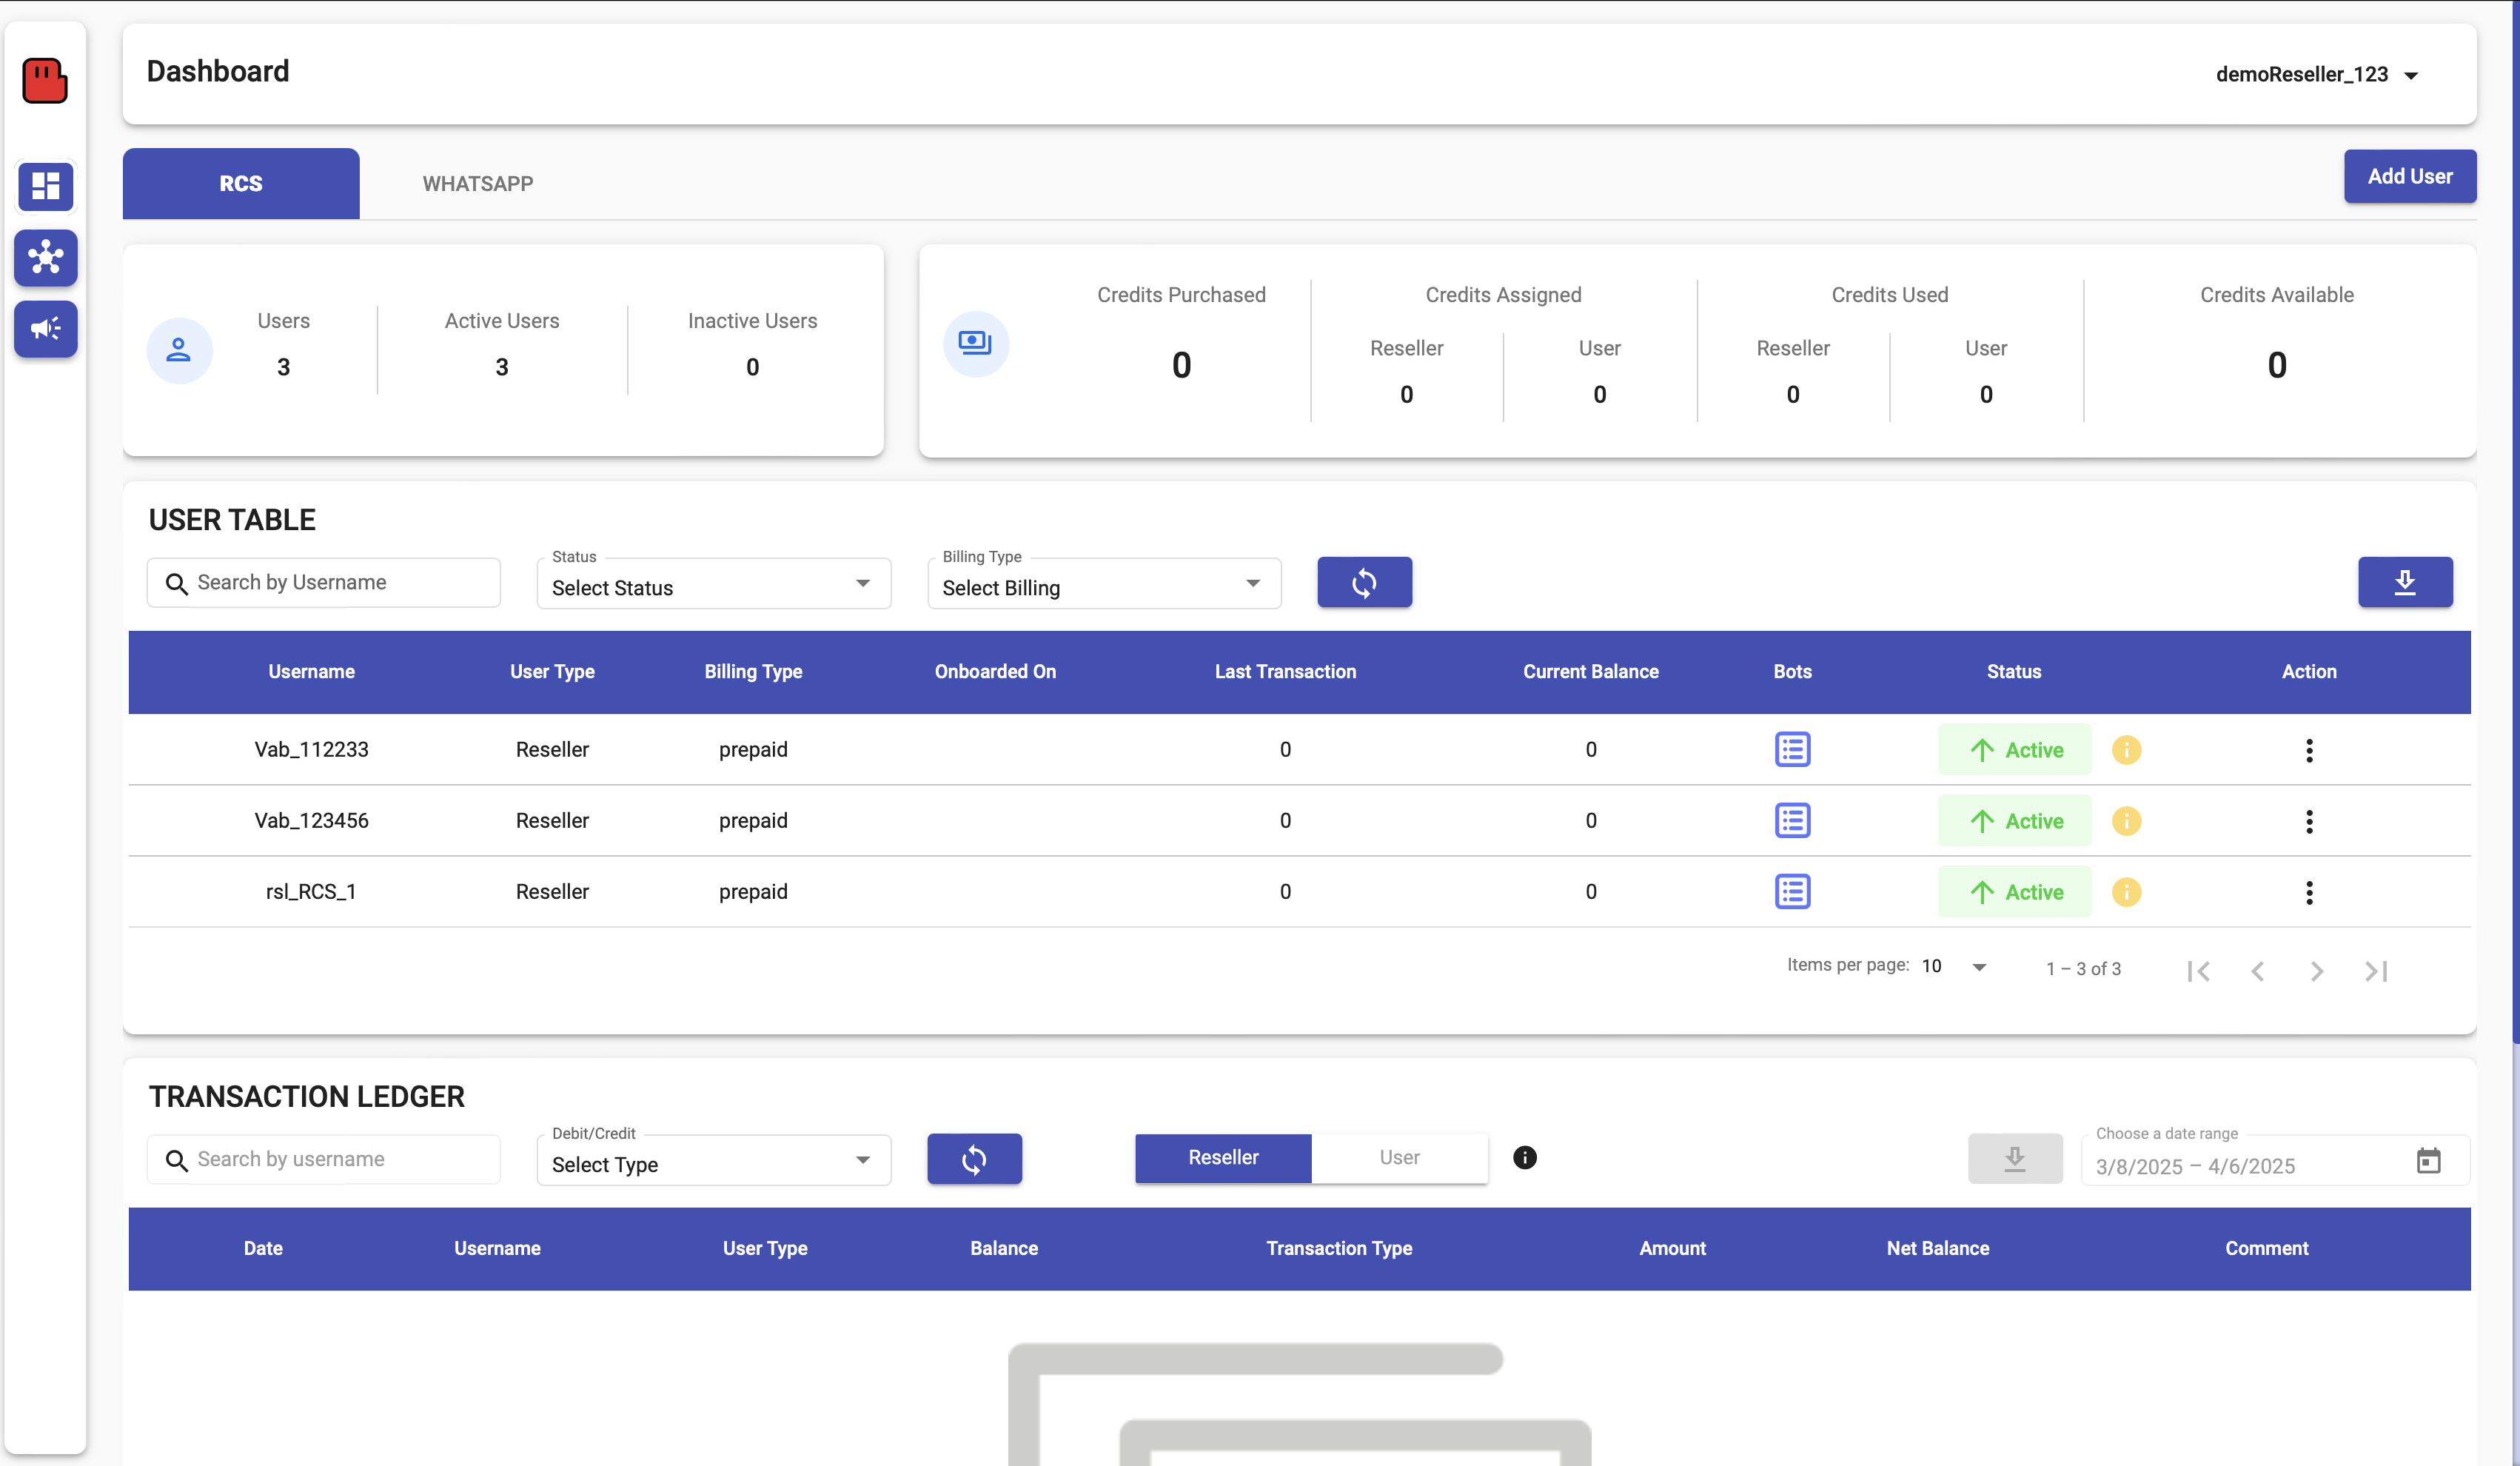 Dashboard
demoReseller_123
RCS
WHATSAPP
Add User
Users
3
Active Users
3
Inactive Users
0
Credits Purchased
0
Credits Assigned
Reseller
0
User
0
Credits Used
Reseller
0
User
0
Credits Available
0
USER TABLE
Search by Username
Status
Select Status
Billing Type
Select Billing
Username User Type Billing Type Onboarded On Last Transaction Current Balance Bots Status Action
Vab_112233 Reseller prepaid 0 0 Active
Vab_123456 Reseller prepaid 0 0 Active
rsl_RCS_1 Reseller prepaid 0 0 Active
Items per page: 10 1 – 3 of 3
TRANSACTION LEDGER
Search by username
Debit/Credit
Select Type
Reseller
User
Choose a date range
3/8/2025 – 4/6/2025
Date Username User Type Balance Transaction Type Amount Net Balance Comment